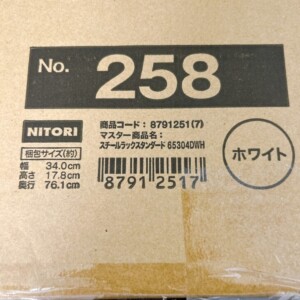 No. 258
NITORI
商品コード: 8791251(7)
マスター商品名:
スチールラックスタンダード 65304DWH
梱包サイズ(約)
幅 34.0cm
高さ 17.8cm
奥行 76.1cm
8791 2517
ホワイト